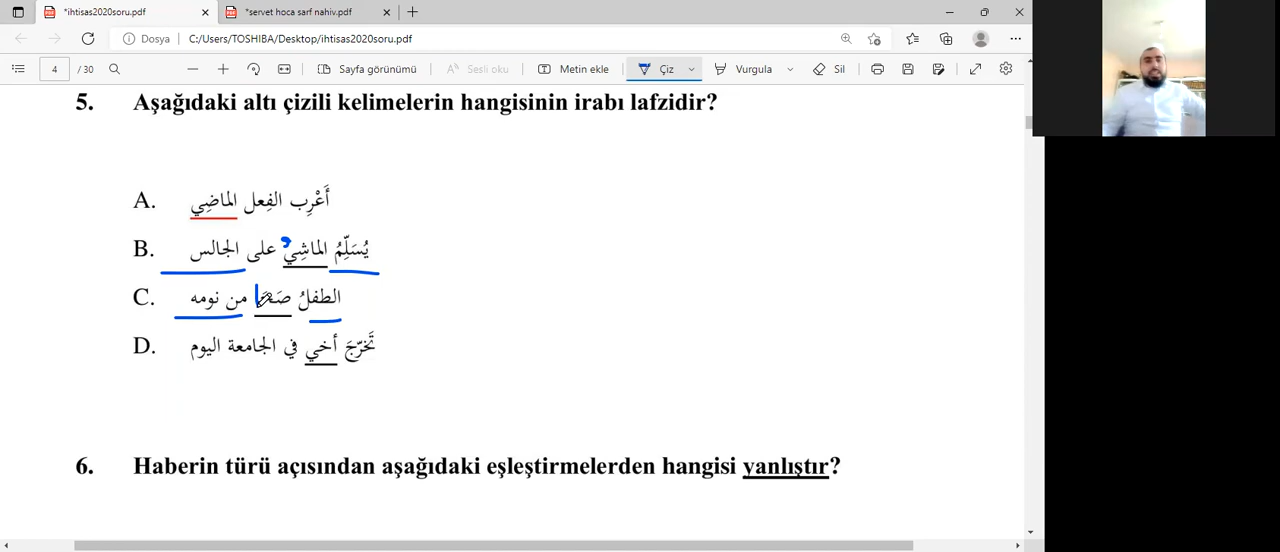 *ihtisas2020soru.pdf
*servet hoca sarf nahiv.pdf
Dosya C:/Users/TOSHIBA/Desktop/ihtisas2020soru.pdf
4 / 30 Sayfa görünümü Sesli oku Metin ekle Çiz Vurgula Sil
5. Aşağıdaki altı çizili kelimelerin hangisinin irabı lafzidir?
A. أَعْرِب الفِعل الماضِي
B. يُسَلِّمُ الماشِي على الجالس
C. الطفلُ من نومه
D. تَخَرّجَ أخي في الجامعة اليوم
6. Haberin türü açısından aşağıdaki eşleştirmelerden hangisi yanlıştır?